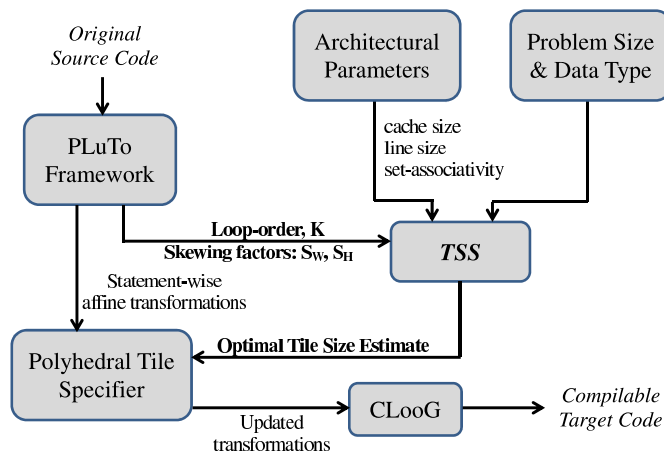 Original
Source Code
Architectural
Parameters
Problem Size
& Data Type
PLuTo
Framework
cache size
line size
set-associativity
Loop-order, K
Skewing factors: SW, SH
TSS
Statement-wise
affine transformations
Optimal Tile Size Estimate
Polyhedral Tile
Specifier
Updated
transformations
CLooG
Compilable
Target Code